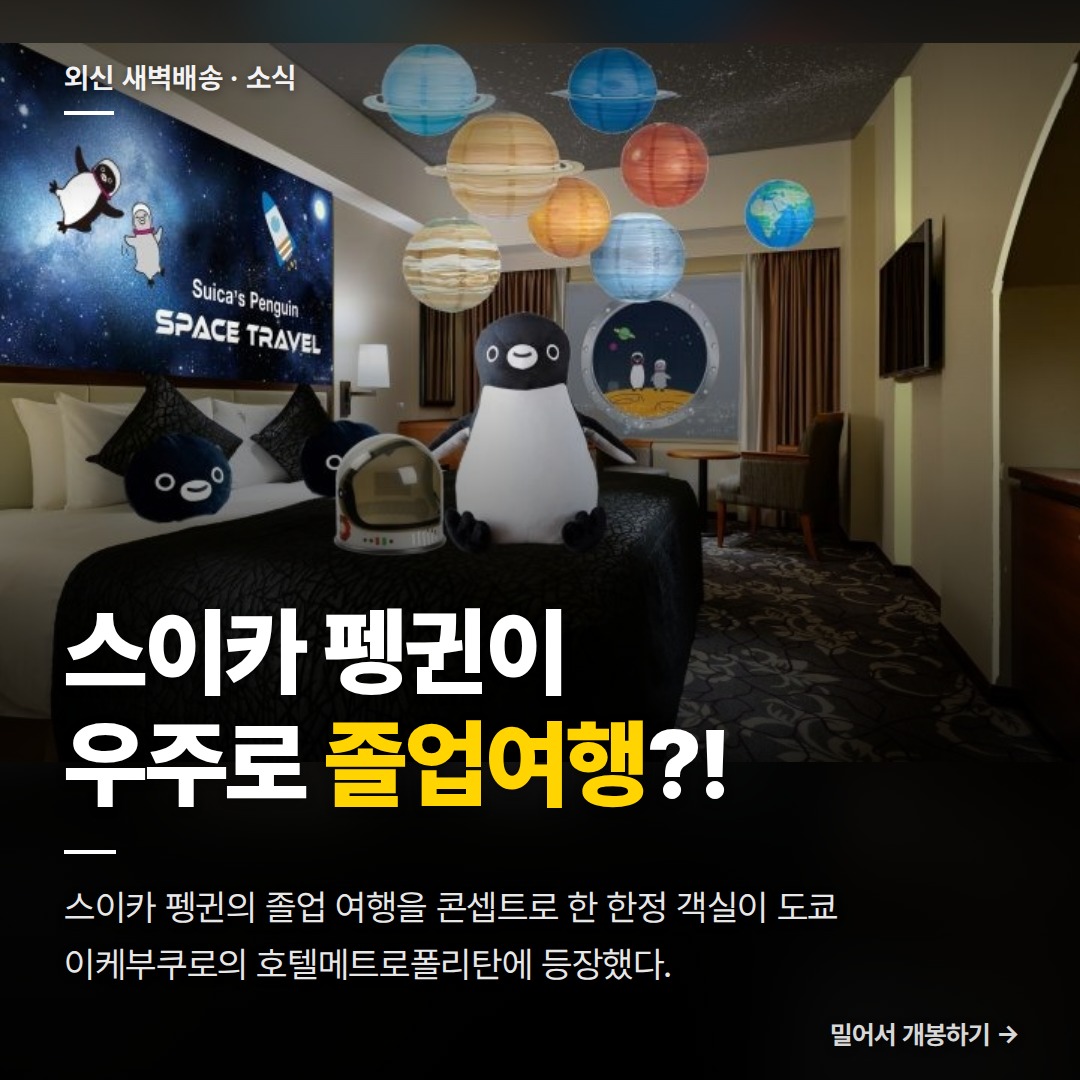 외신 새벽배송 · 소식
Suica's Penguin
SPACE TRAVEL
스이카 펭귄이
우주로 졸업여행?!
스이카 펭귄의 졸업 여행을 콘셉트로 한 한정 객실이 도쿄
이케부쿠로의 호텔메트로폴리탄에 등장했다.
밀어서 개봉하기 →